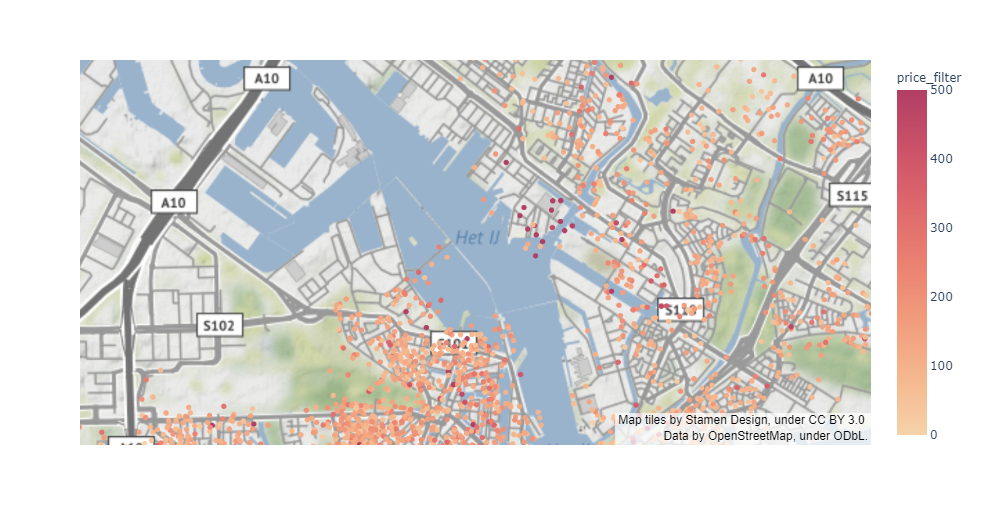 price_filter
A10
A10
500
400
S115
A10
Het IJ
300
S102
200
100
Map tiles by Stamen Design, under CC BY 3.0
Data by OpenStreetMap, under ODbL.
0